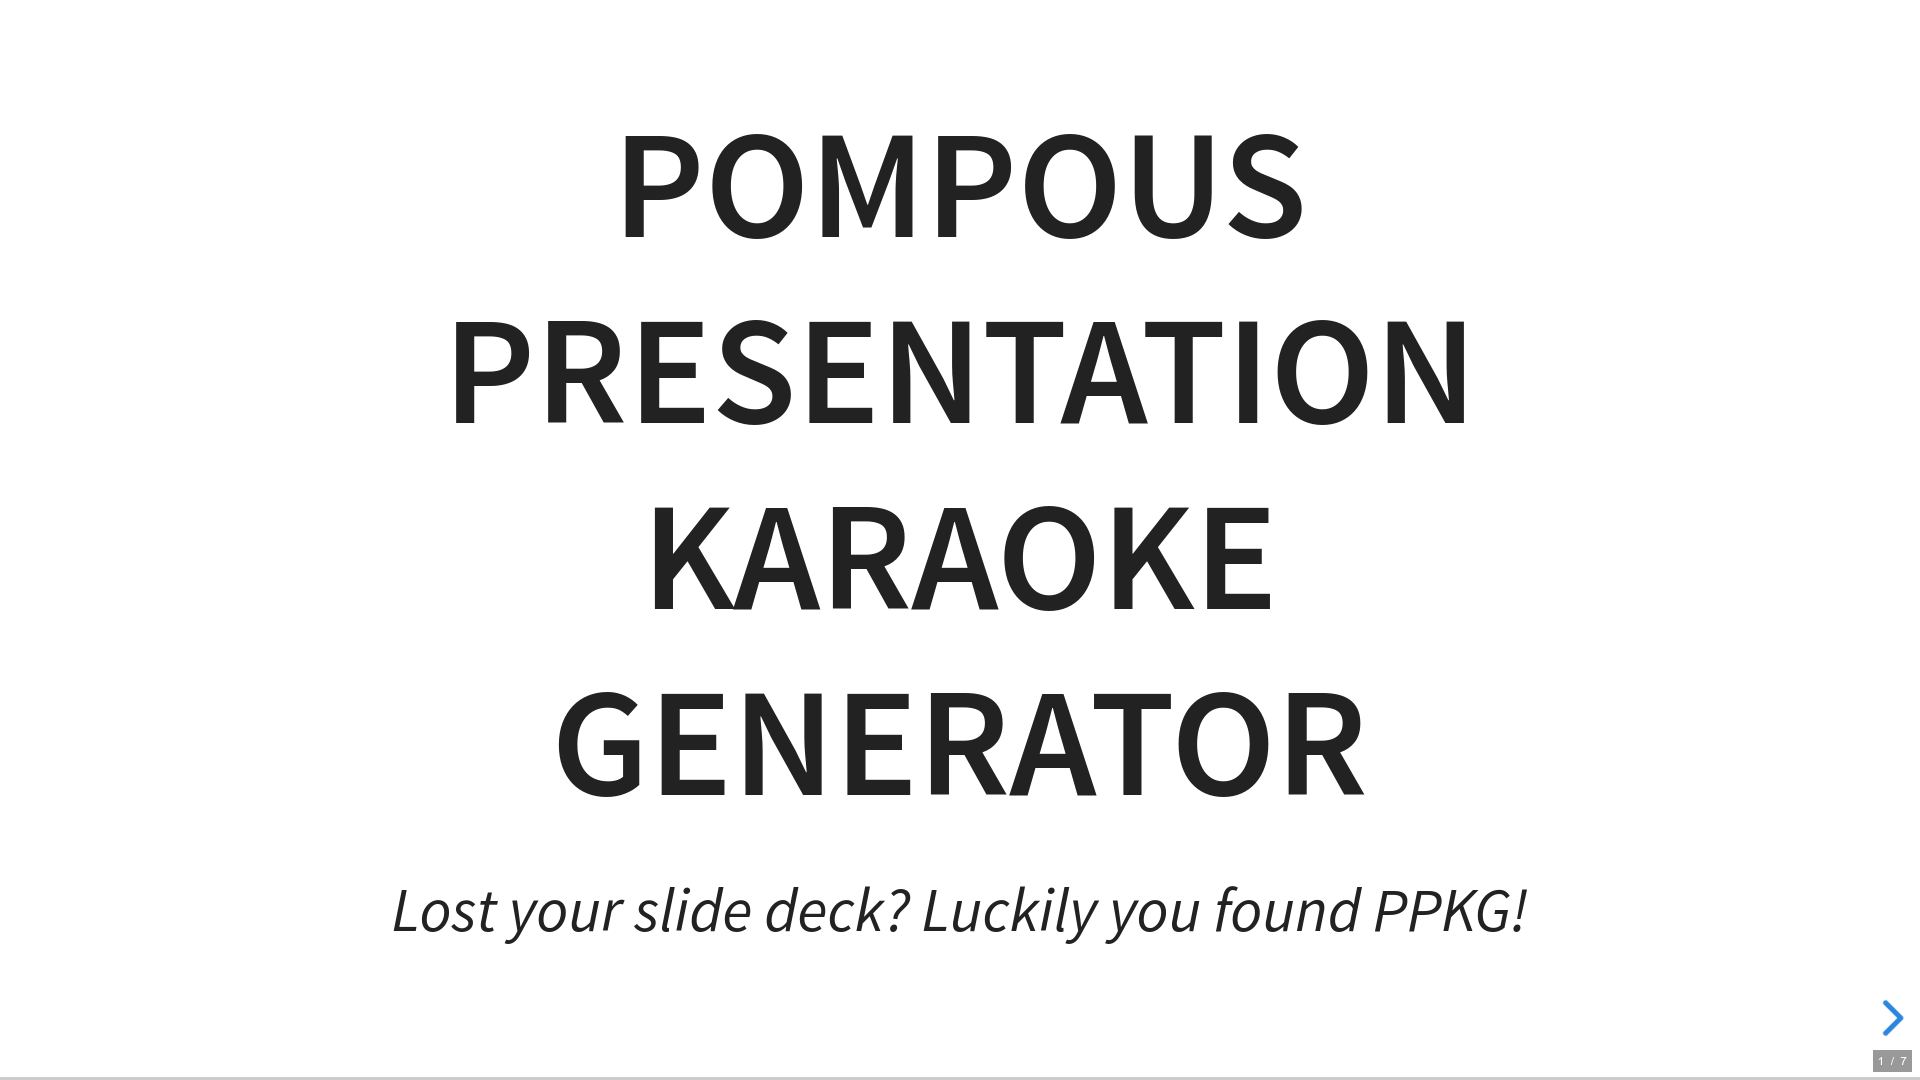 POMPOUS
PRESENTATION
KARAOKE
GENERATOR
Lost your slide deck? Luckily you found PPKG!
1 / 7